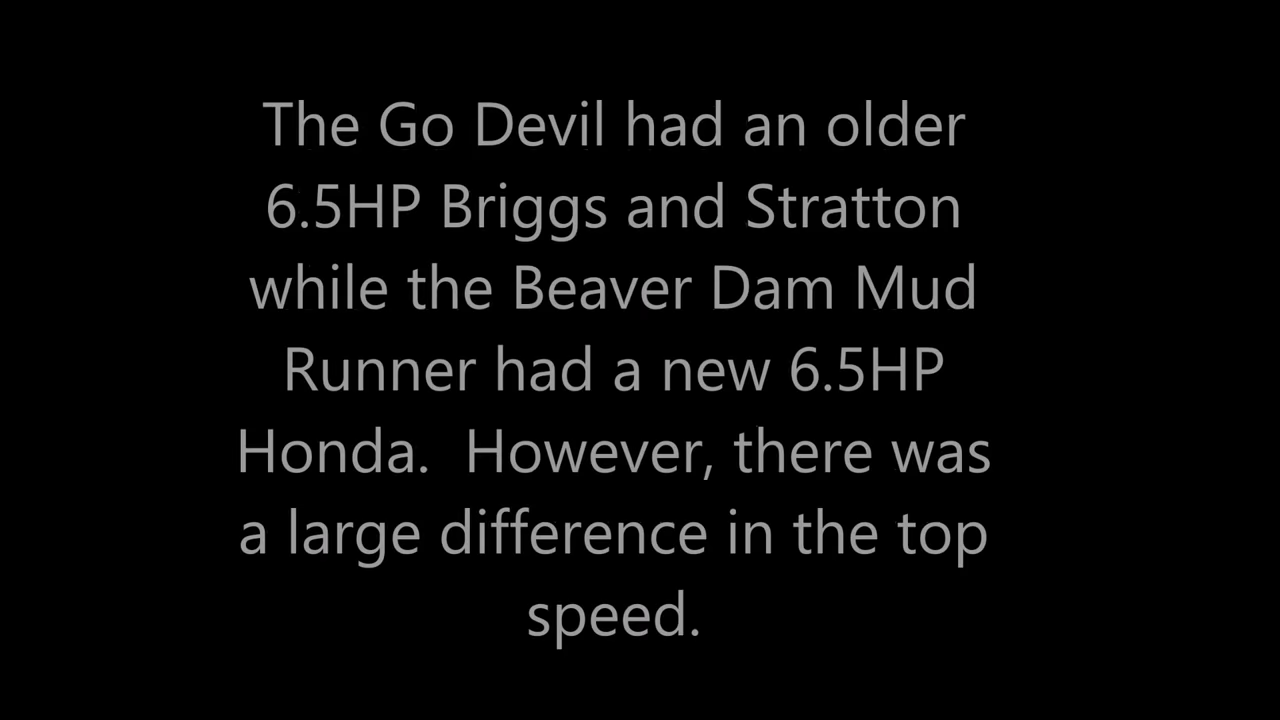 The Go Devil had an older
6.5HP Briggs and Stratton
while the Beaver Dam Mud
Runner had a new 6.5HP
Honda.  However, there was
a large difference in the top
speed.